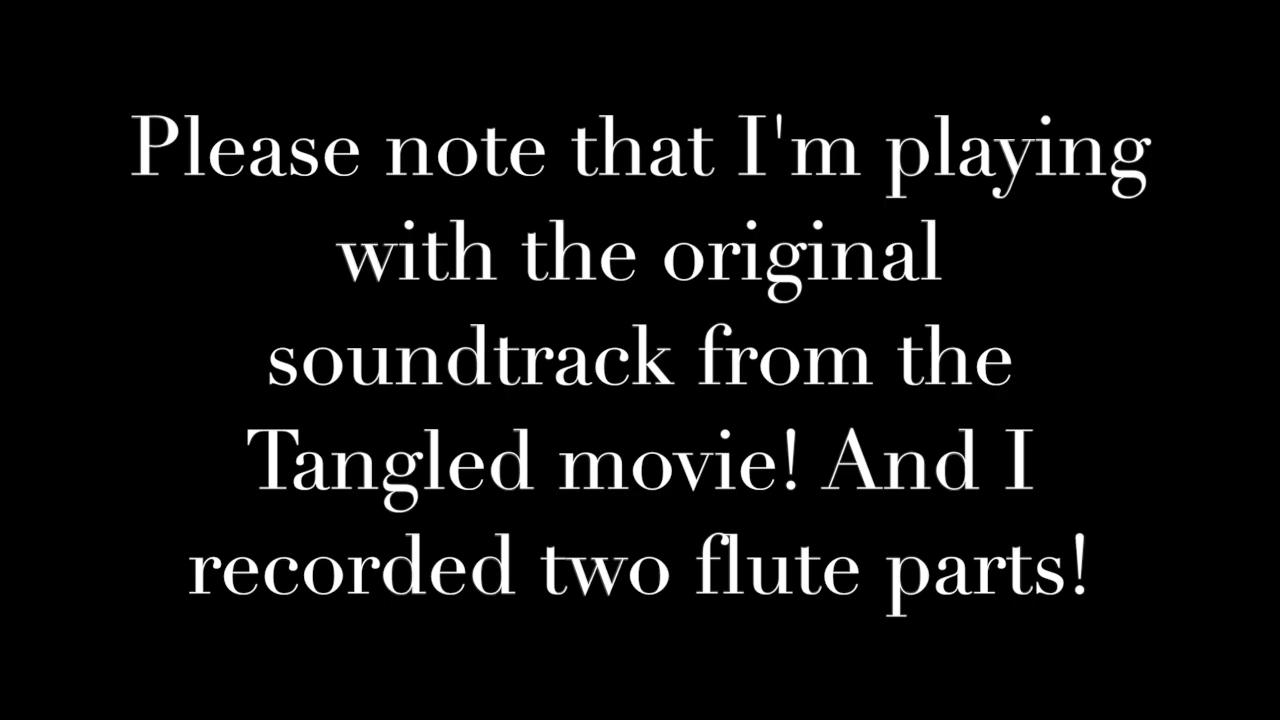 Please note that I'm playing
with the original
soundtrack from the
Tangled movie! And I
recorded two flute parts!